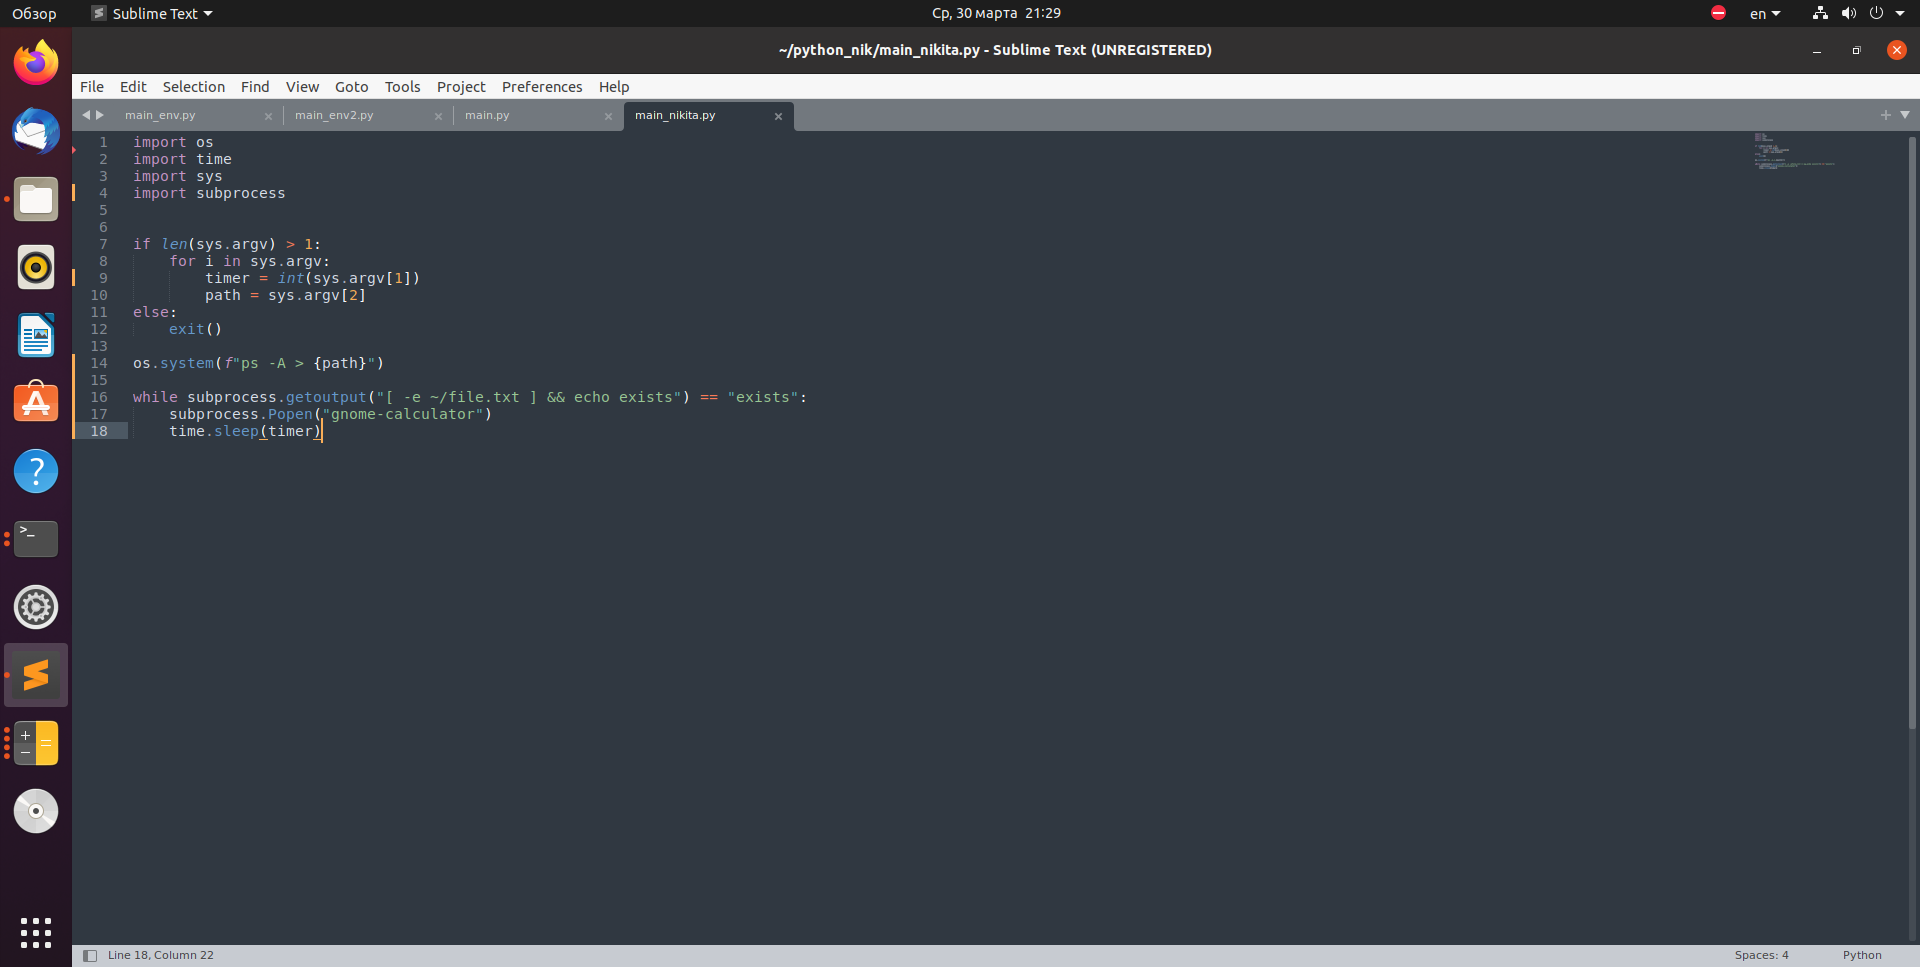 Обзор Sublime Text Ср, 30 марта 21:29 en
~/python_nik/main_nikita.py - Sublime Text (UNREGISTERED)
File Edit Selection Find View Goto Tools Project Preferences Help
main_env.py main_env2.py main.py main_nikita.py
1 import os
2 import time
3 import sys
4 import subprocess
5
6
7 if len(sys.argv) > 1:
8     for i in sys.argv:
9         timer = int(sys.argv[1])
10         path = sys.argv[2]
11 else:
12     exit()
13
14 os.system(f"ps -A > {path}")
15
16 while subprocess.getoutput("[ -e ~/file.txt ] && echo exists") == "exists":
17     subprocess.Popen("gnome-calculator")
18     time.sleep(timer)
Line 18, Column 22 Spaces: 4 Python